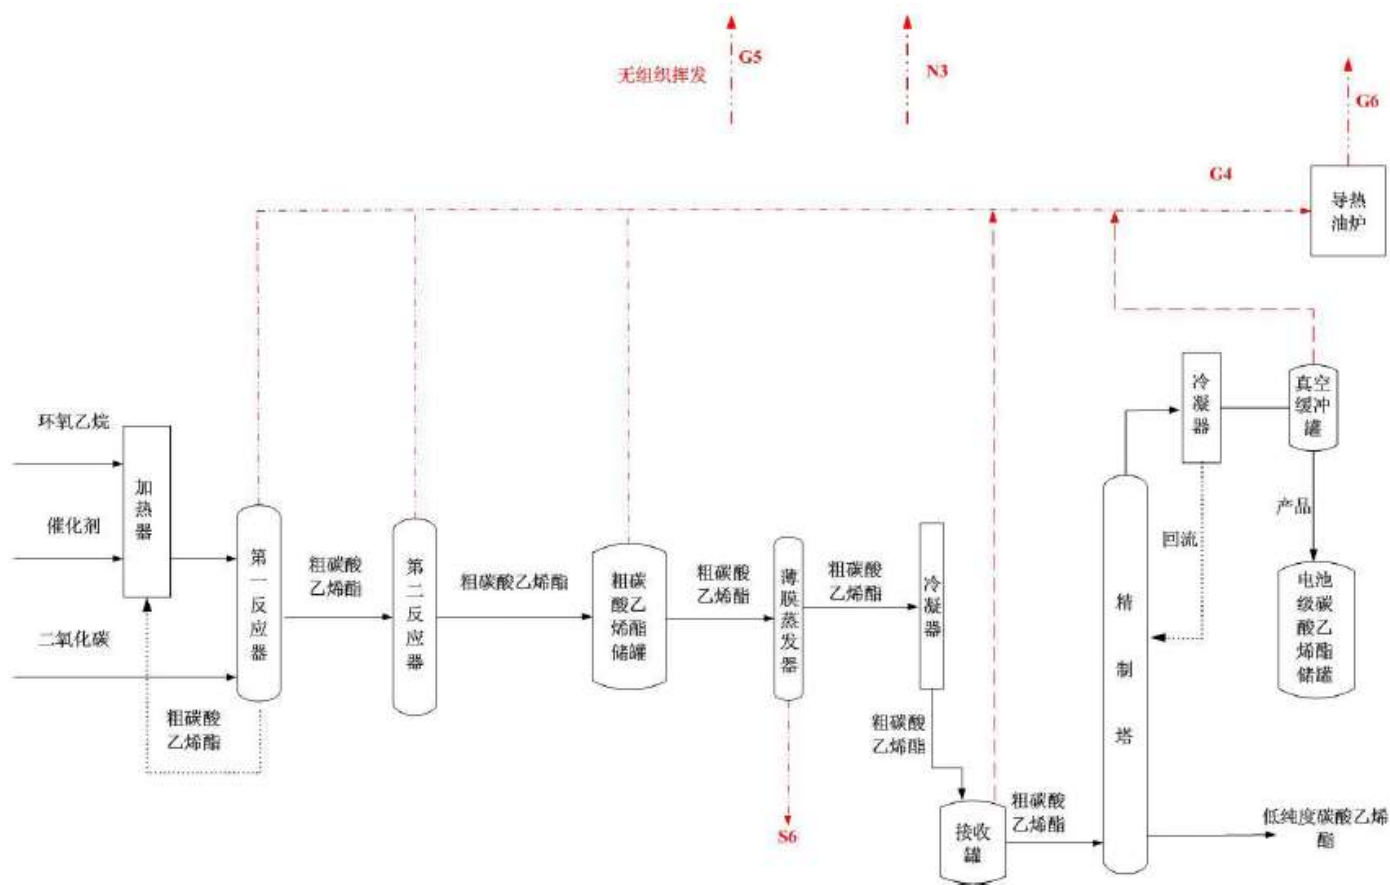 G5
无组织挥发
N3
G6
G4
导热
油炉
环氧乙烷
催化剂
二氧化碳
加
热
器
第
一
反
应
器
粗碳酸
乙烯酯
粗碳酸
乙烯酯
第
二
反
应
器
粗碳酸乙烯酯
粗碳
酸乙
烯酯
储罐
粗碳酸
乙烯酯
薄
膜
蒸
发
器
S6
粗碳酸
乙烯酯
冷
凝
器
粗碳酸
乙烯酯
接收
罐
粗碳酸
乙烯酯
精
制
塔
冷
凝
器
回流
真空
缓冲
罐
产品
电池
级碳
酸乙
烯酯
储罐
低纯度碳酸乙烯
酯